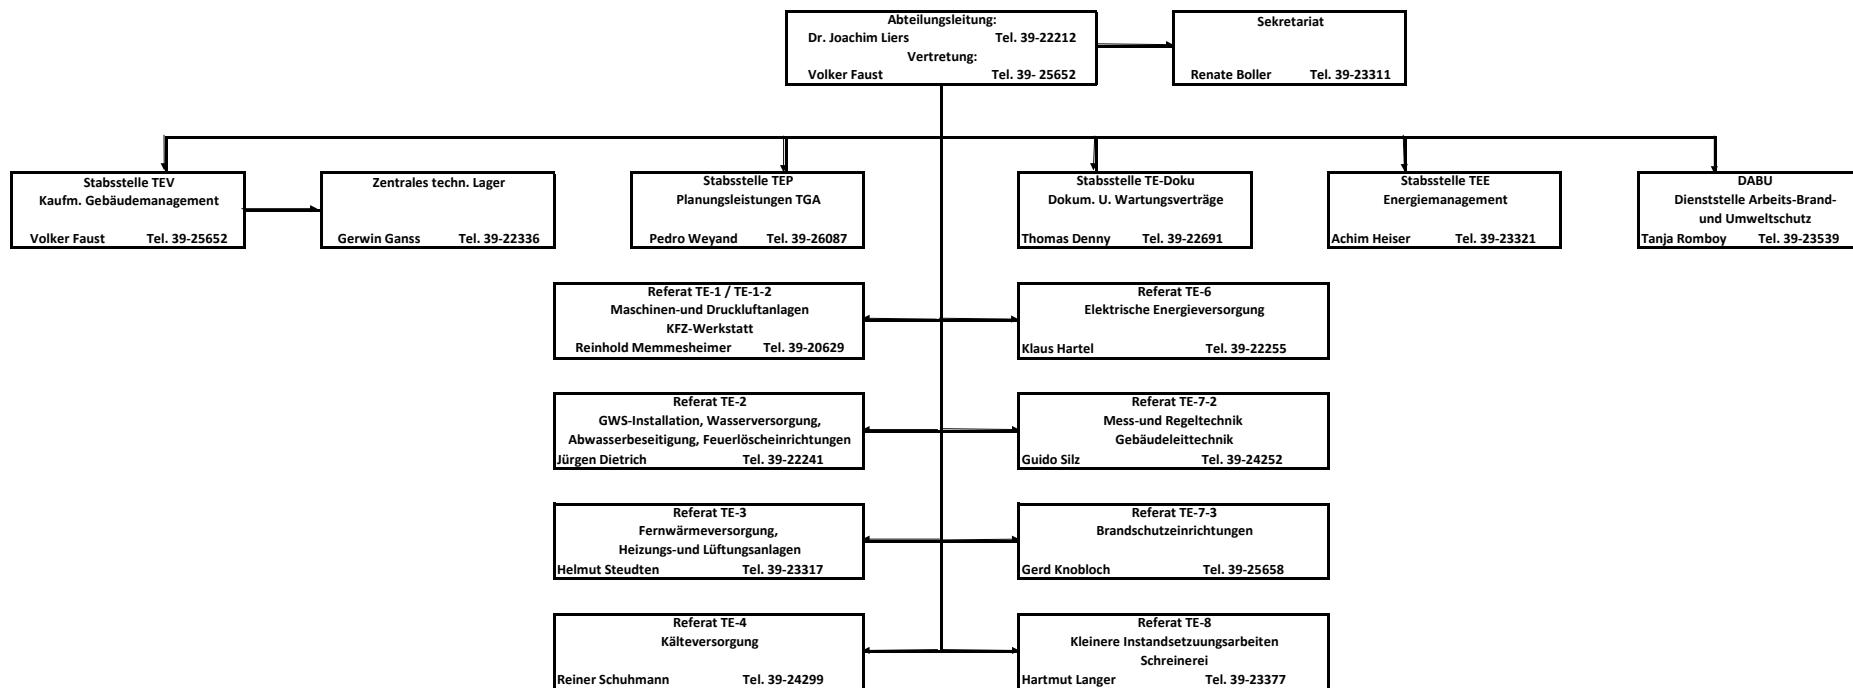 Abteilungsleitung:
Dr. Joachim Liers Tel. 39-22212
Vertretung:
Volker Faust Tel. 39- 25652
Sekretariat
Renate Boller Tel. 39-23311
Stabsstelle TEV
Kaufm. Gebäudemanagement
Volker Faust Tel. 39-25652
Zentrales techn. Lager
Gerwin Ganss Tel. 39-22336
Stabsstelle TEP
Planungsleistungen TGA
Pedro Weyand Tel. 39-26087
Stabsstelle TE-Doku
Dokum. U. Wartungsverträge
Thomas Denny Tel. 39-22691
Stabsstelle TEE
Energiemanagement
Achim Heiser Tel. 39-23321
DABU
Dienststelle Arbeits-Brand-
und Umweltschutz
Tanja Romboy Tel. 39-23539
Referat TE-1 / TE-1-2
Maschinen-und Druckluftanlagen
KFZ-Werkstatt
Reinhold Memmesheimer Tel. 39-20629
Referat TE-6
Elektrische Energieversorgung
Klaus Hartel Tel. 39-22255
Referat TE-2
GWS-Installation, Wasserversorgung,
Abwasserbeseitigung, Feuerlöscheinrichtungen
Jürgen Dietrich Tel. 39-22241
Referat TE-7-2
Mess-und Regeltechnik
Gebäudeleittechnik
Guido Silz Tel. 39-24252
Referat TE-3
Fernwärmeversorgung,
Heizungs-und Lüftungsanlagen
Helmut Steudten Tel. 39-23317
Referat TE-7-3
Brandschutzeinrichtungen
Gerd Knobloch Tel. 39-25658
Referat TE-4
Kälteversorgung
Reiner Schuhmann Tel. 39-24299
Referat TE-8
Kleinere Instandsetzuungsarbeiten
Schreinerei
Hartmut Langer Tel. 39-23377